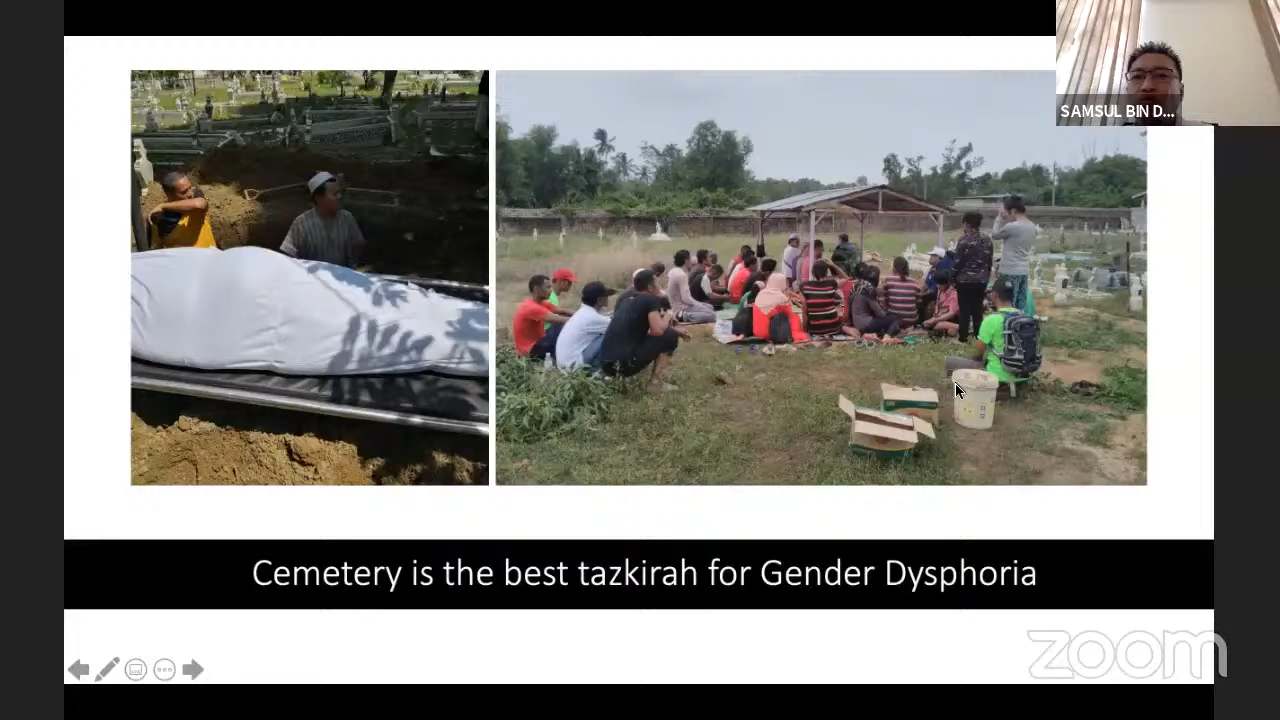 SAMSUL BIN D...
Cemetery is the best tazkirah for Gender Dysphoria
zoom